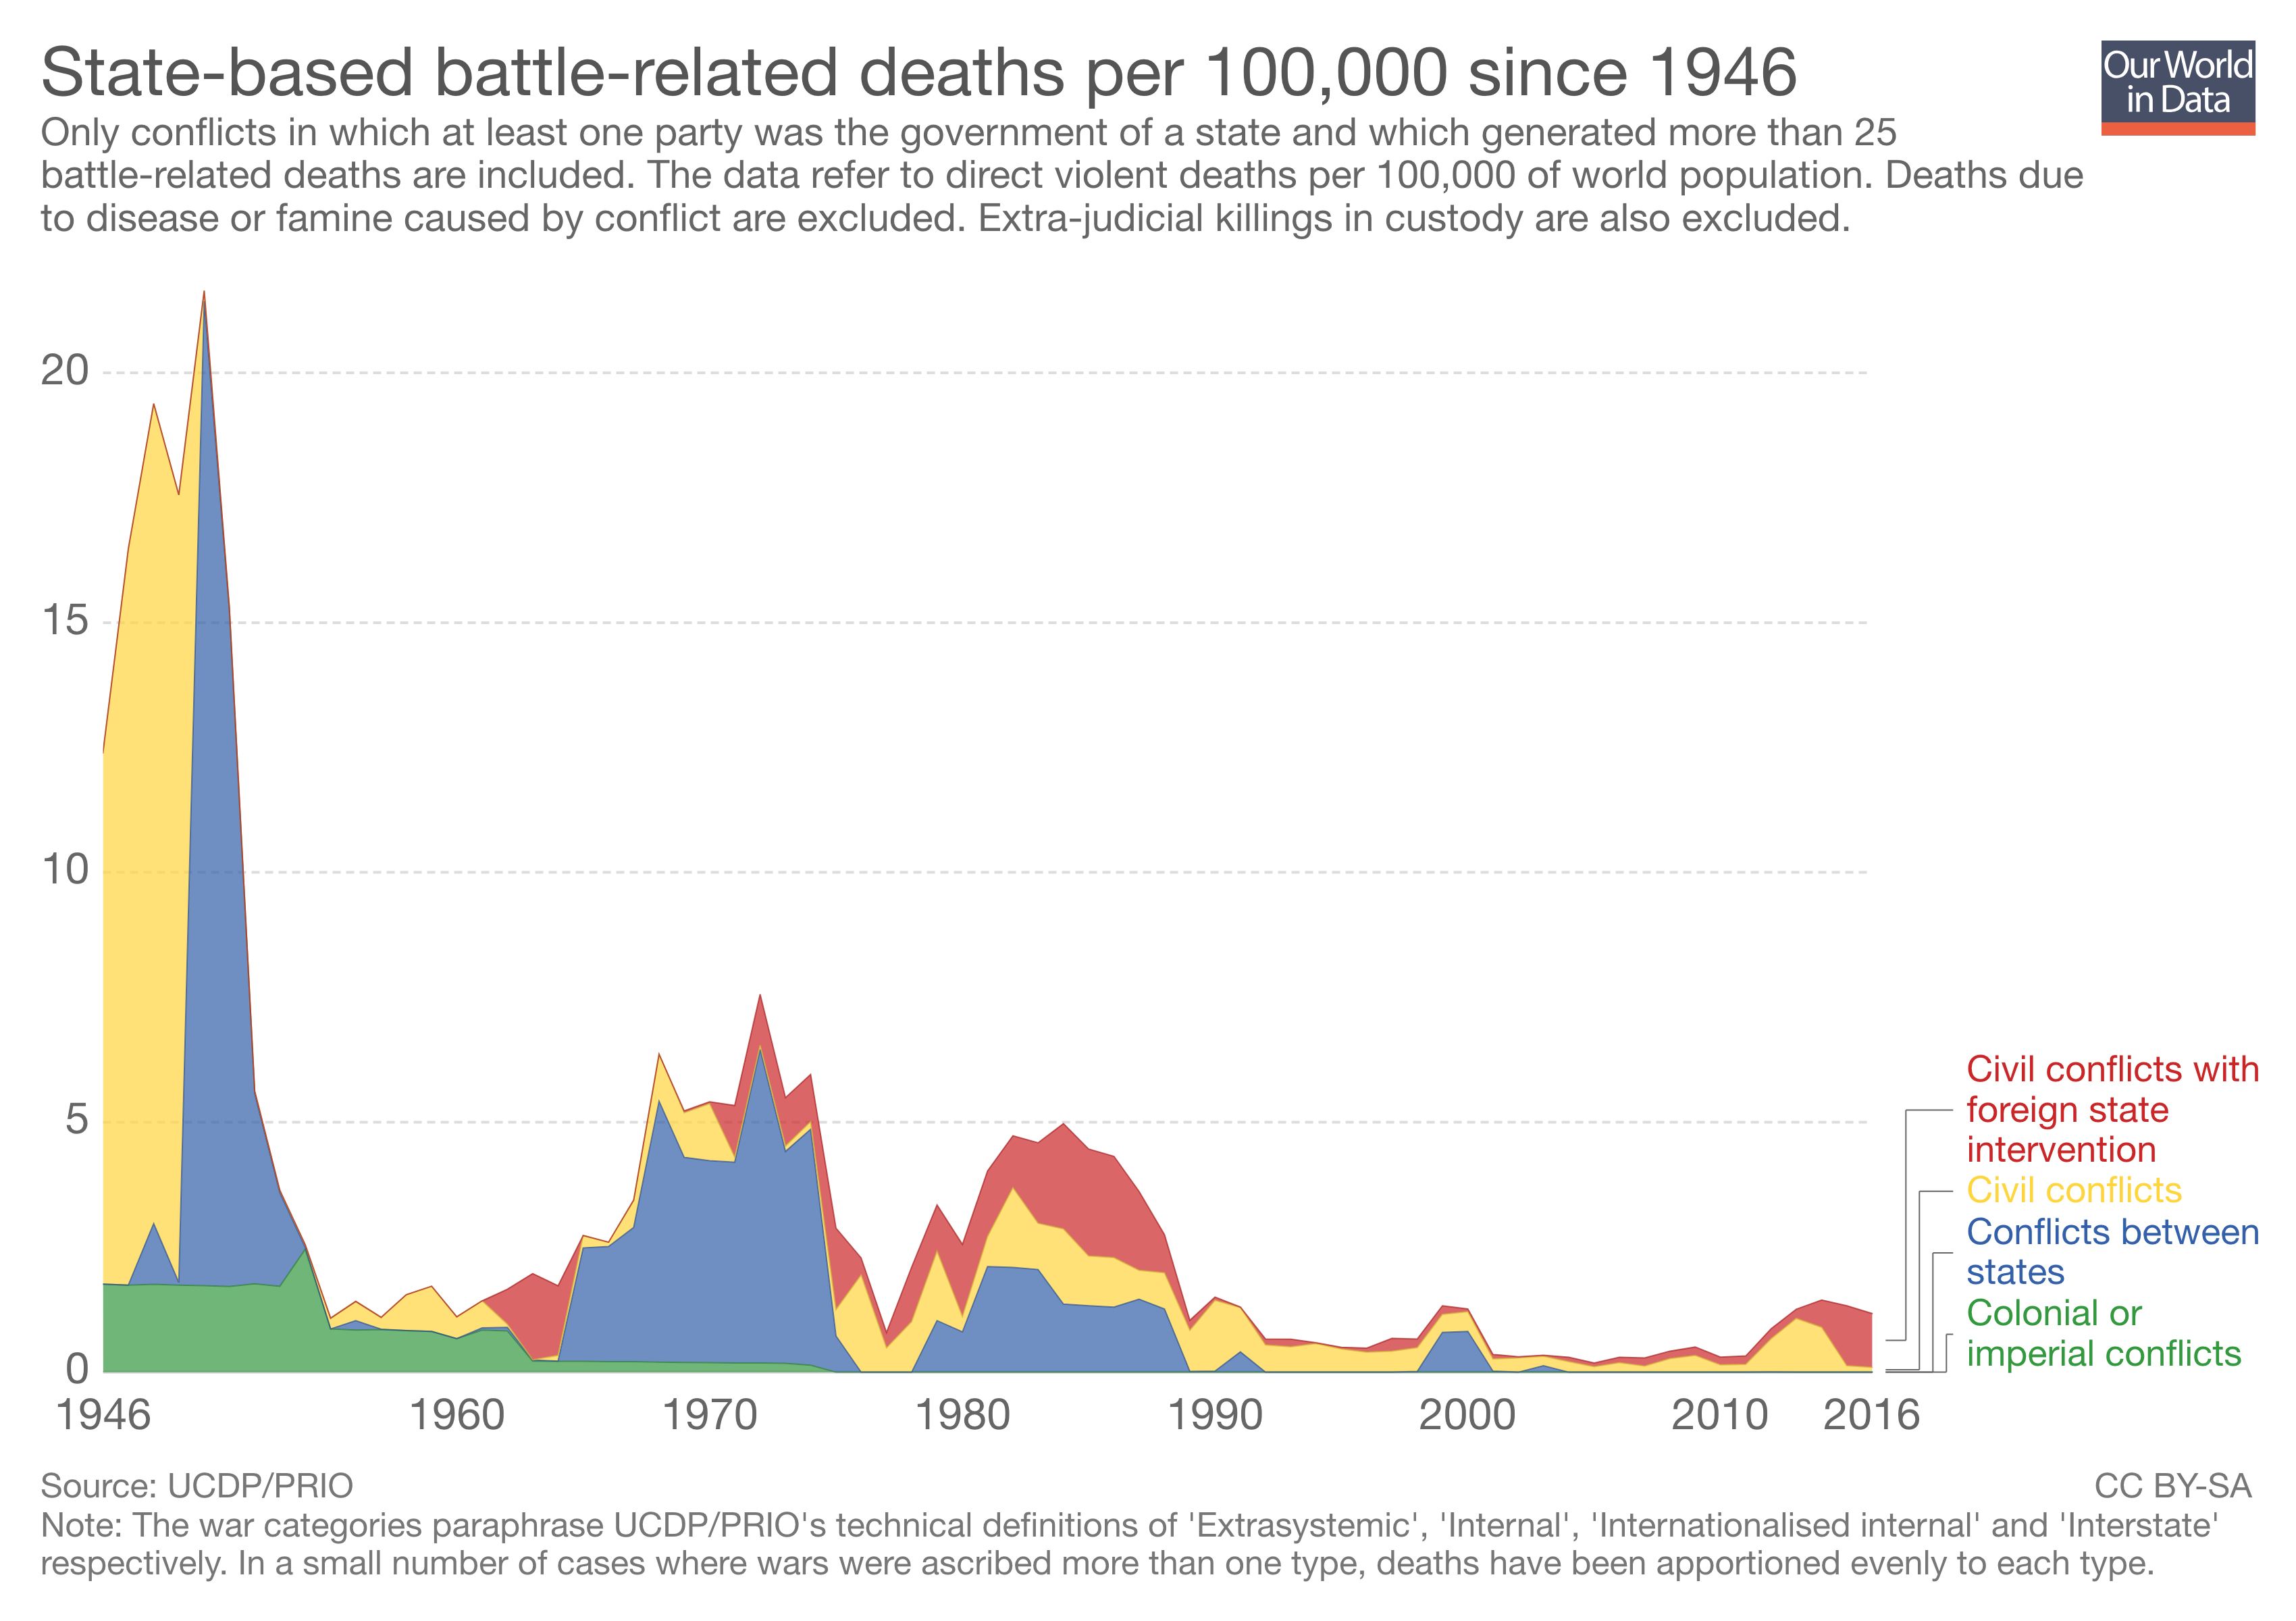 State-based battle-related deaths per 100,000 since 1946
Our World
in Data
Only conflicts in which at least one party was the government of a state and which generated more than 25
battle-related deaths are included. The data refer to direct violent deaths per 100,000 of world population. Deaths due
to disease or famine caused by conflict are excluded. Extra-judicial killings in custody are also excluded.
20
15
10
5
0
Civil conflicts with
foreign state
intervention
Civil conflicts
Conflicts between
states
Colonial or
imperial conflicts
1946 1960 1970 1980 1990 2000 2010 2016
Source: UCDP/PRIO
CC BY-SA
Note: The war categories paraphrase UCDP/PRIO's technical definitions of 'Extrasystemic', 'Internal', 'Internationalised internal' and 'Interstate'
respectively. In a small number of cases where wars were ascribed more than one type, deaths have been apportioned evenly to each type.